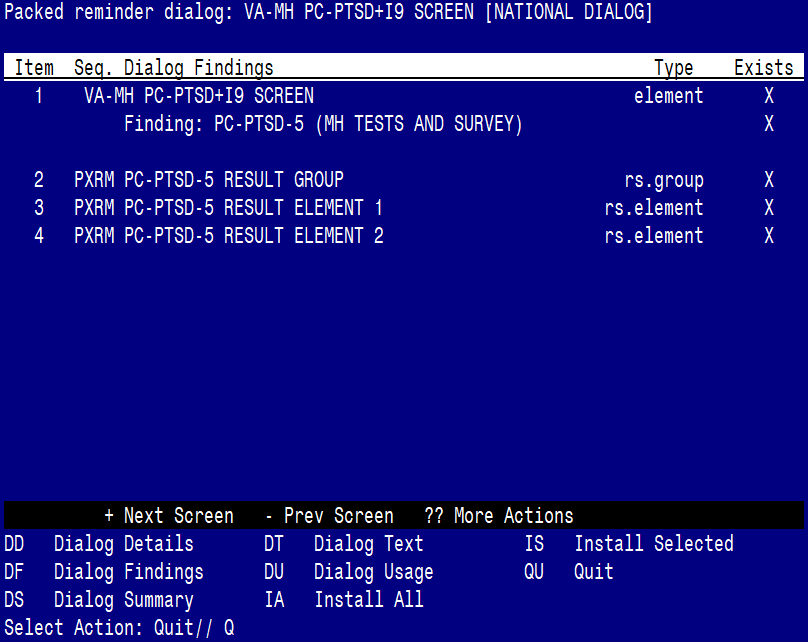 Packed reminder dialog: VA-MH PC-PTSD+I9 SCREEN [NATIONAL DIALOG]
Item  Seq. Dialog Findings                                      Type    Exists
   1    VA-MH PC-PTSD+I9 SCREEN                                element      X
            Finding: PC-PTSD-5 (MH TESTS AND SURVEY)                        X
   2   PXRM PC-PTSD-5 RESULT GROUP                            rs.group      X
   3   PXRM PC-PTSD-5 RESULT ELEMENT 1                      rs.element      X
   4   PXRM PC-PTSD-5 RESULT ELEMENT 2                      rs.element      X
          + Next Screen   - Prev Screen   ?? More Actions
DD   Dialog Details       DT   Dialog Text          IS   Install Selected
DF   Dialog Findings      DU   Dialog Usage         QU   Quit
DS   Dialog Summary       IA   Install All
Select Action: Quit// Q